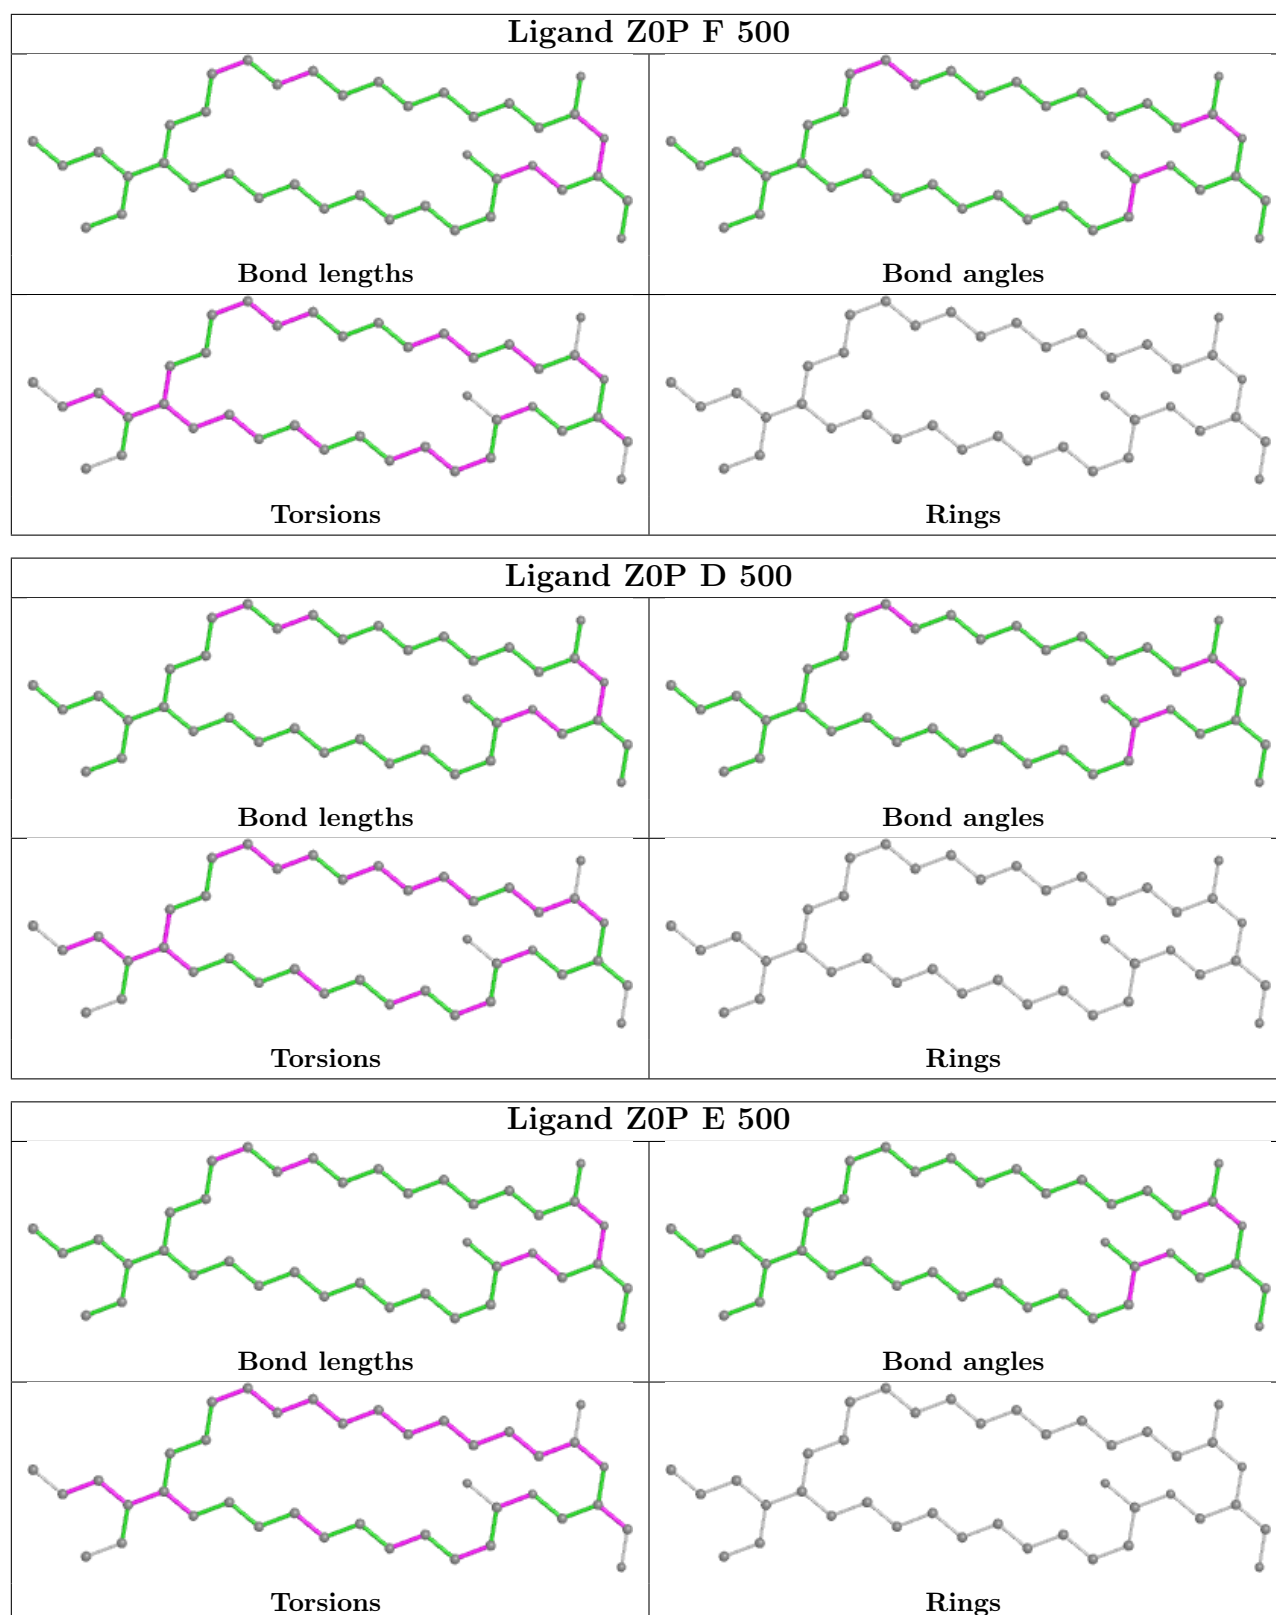 Ligand Z0P F 500
Bond lengths
Bond angles
Torsions
Rings
Ligand Z0P D 500
Bond lengths
Bond angles
Torsions
Rings
Ligand Z0P E 500
Bond lengths
Bond angles
Torsions
Rings